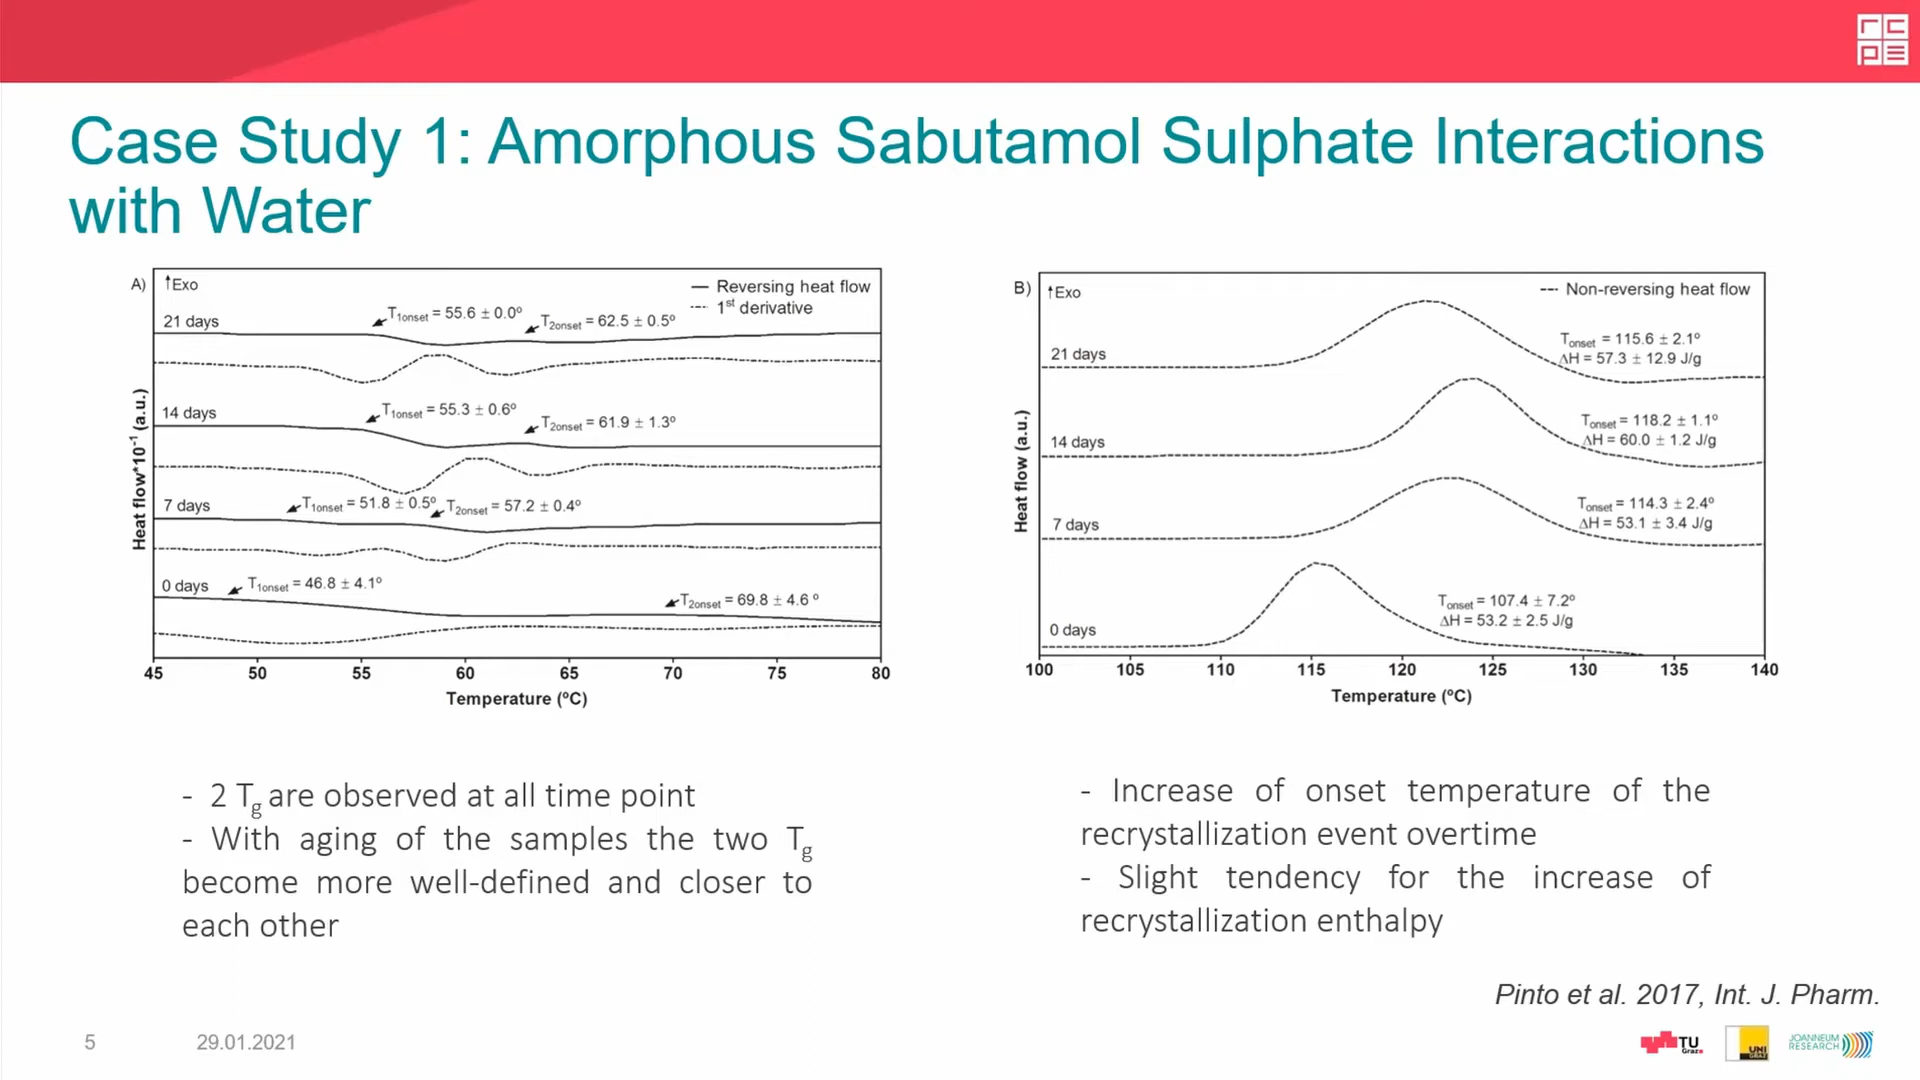 rc
pe
Case Study 1: Amorphous Sabutamol Sulphate Interactions
with Water
A)
↑Exo
— Reversing heat flow
-·- 1st derivative
21 days
T1onset = 55.6 ± 0.0º
T2onset = 62.5 ± 0.5º
14 days
T1onset = 55.3 ± 0.6º
T2onset = 61.9 ± 1.3º
7 days
T1onset = 51.8 ± 0.5º
T2onset = 57.2 ± 0.4º
0 days
T1onset = 46.8 ± 4.1º
T2onset = 69.8 ± 4.6 º
Heat flow*10-1 (a.u.)
45 50 55 60 65 70 75 80
Temperature (ºC)
B)
↑Exo
--- Non-reversing heat flow
21 days
Tonset = 115.6 ± 2.1º
ΔH = 57.3 ± 12.9 J/g
14 days
Tonset = 118.2 ± 1.1º
ΔH = 60.0 ± 1.2 J/g
7 days
Tonset = 114.3 ± 2.4º
ΔH = 53.1 ± 3.4 J/g
0 days
Tonset = 107.4 ± 7.2º
ΔH = 53.2 ± 2.5 J/g
Heat flow (a.u.)
100 105 110 115 120 125 130 135 140
Temperature (ºC)
- 2 Tg are observed at all time point
- With aging of the samples the two Tg
become more well-defined and closer to
each other
- Increase of onset temperature of the
recrystallization event overtime
- Slight tendency for the increase of
recrystallization enthalpy
Pinto et al. 2017, Int. J. Pharm.
5
29.01.2021
TU
Graz
UNI
GRAZ
JOANNEUM
RESEARCH